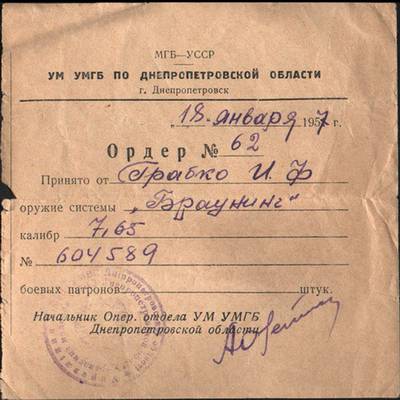 МГБ—УССР
УМ УМГБ ПО ДНЕПРОПЕТРОВСКОЙ ОБЛАСТИ
г. Днепропетровск
„18“ января 1957 г.
Ордер № 62
Принято от Грабко И. Ф
оружие системы „Браунинг“
калибр 7,65
№ 604589
боевых патронов штук.
Начальник Опер. отдела УМ УМГБ
Днепропетровской области